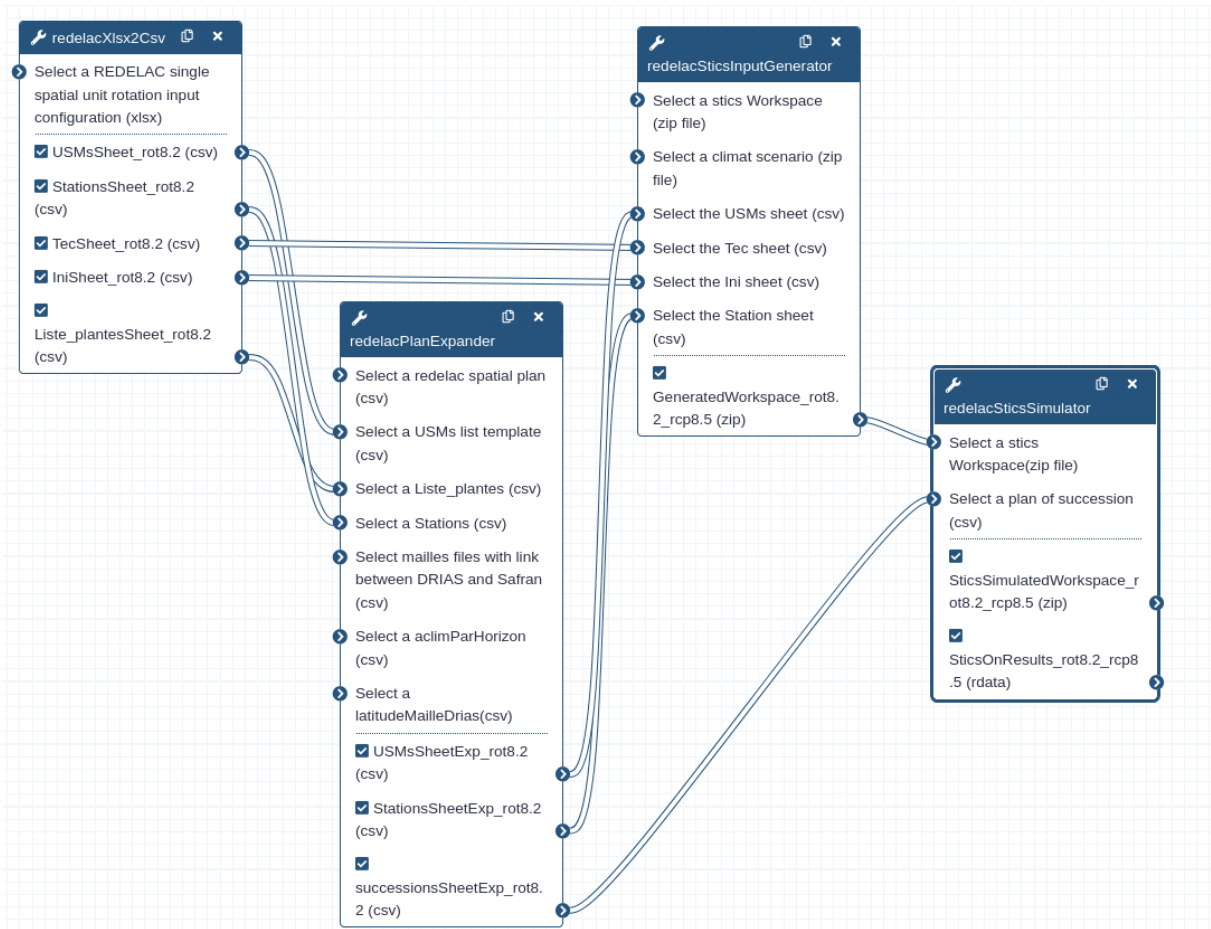 redelacXlsx2Csv
Select a REDELAC single
spatial unit rotation input
configuration (xlsx)
USMsSheet_rot8.2 (csv)
StationsSheet_rot8.2
(csv)
TecSheet_rot8.2 (csv)
IniSheet_rot8.2 (csv)
Liste_plantesSheet_rot8.2
(csv)
redelacPlanExpander
Select a redelac spatial plan
(csv)
Select a USMs list template
(csv)
Select a Liste_plantes (csv)
Select a Stations (csv)
Select mailles files with link
between DRIAS and Safran
(csv)
Select a aclimParHorizon
(csv)
Select a
latitudeMailleDrias(csv)
USMsSheetExp_rot8.2
(csv)
StationsSheetExp_rot8.2
(csv)
successionsSheetExp_rot8.
2 (csv)
redelacSticsInputGenerator
Select a stics Workspace
(zip file)
Select a climat scenario (zip
file)
Select the USMs sheet (csv)
Select the Tec sheet (csv)
Select the Ini sheet (csv)
Select the Station sheet
(csv)
GeneratedWorkspace_rot8.
2_rcp8.5 (zip)
redelacSticsSimulator
Select a stics
Workspace(zip file)
Select a plan of succession
(csv)
SticsSimulatedWorkspace_r
ot8.2_rcp8.5 (zip)
SticsOnResults_rot8.2_rcp8
.5 (rdata)